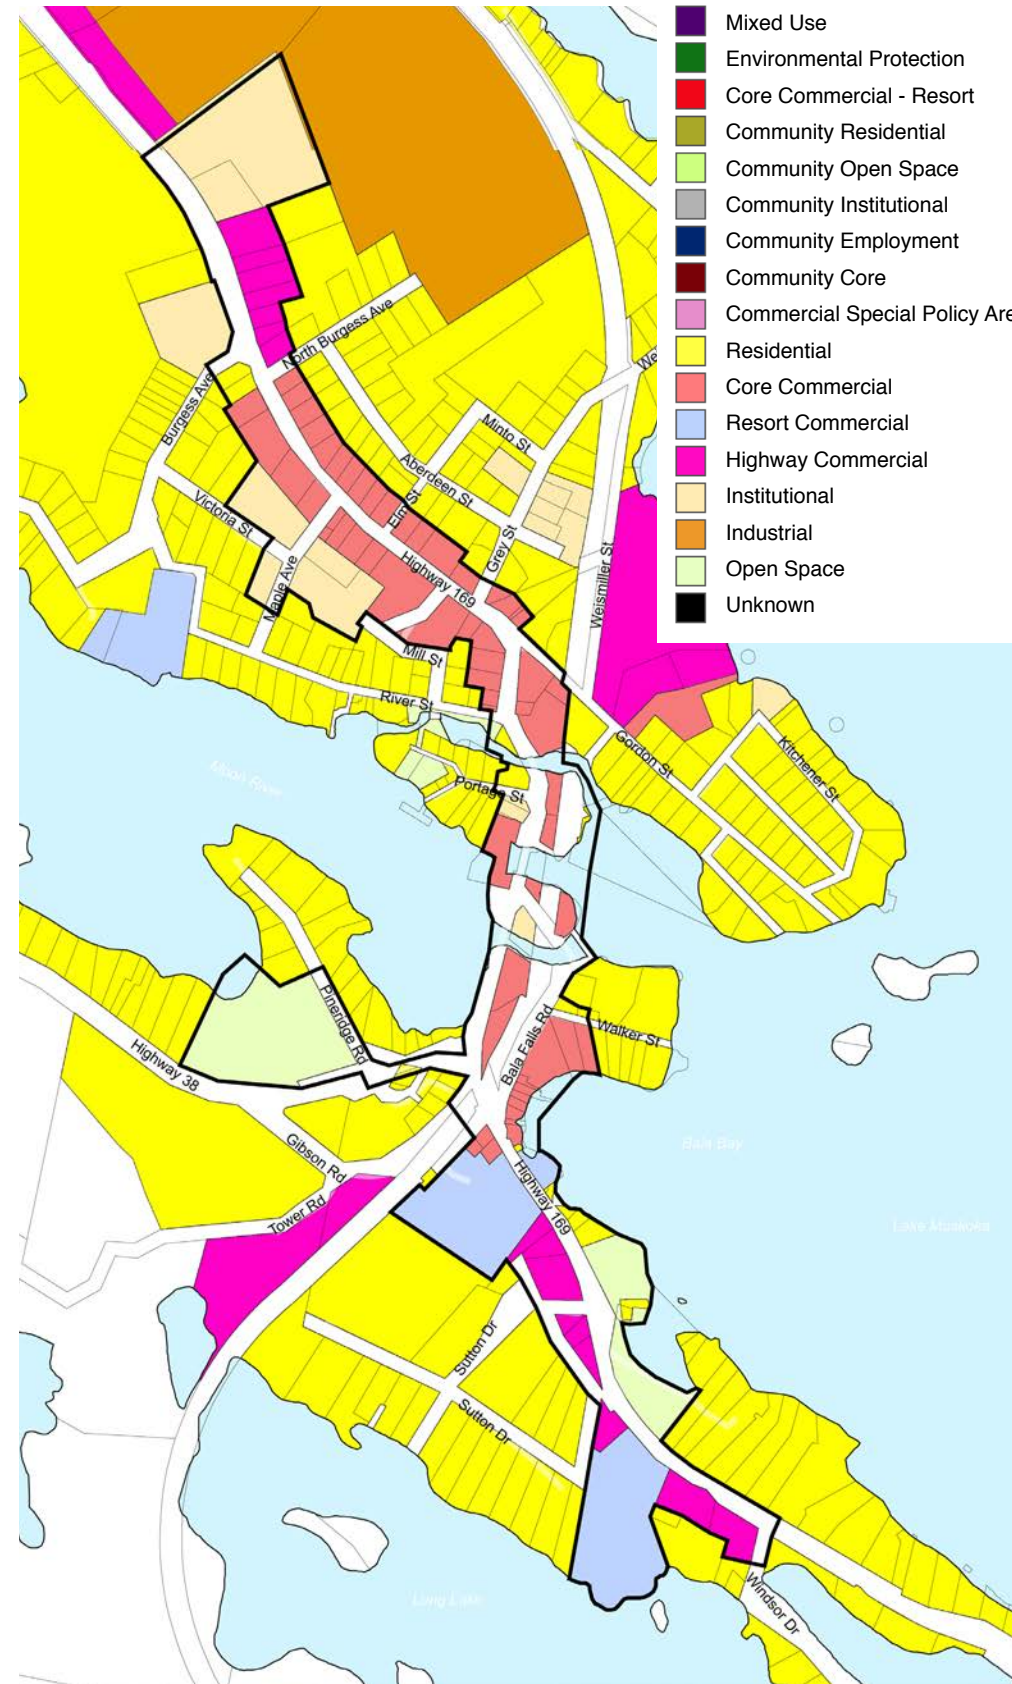 Mixed Use
Environmental Protection
Core Commercial - Resort
Community Residential
Community Open Space
Community Institutional
Community Employment
Community Core
Commercial Special Policy Are
Residential
Core Commercial
Resort Commercial
Highway Commercial
Institutional
Industrial
Open Space
Unknown
North Burgess Ave
We
Burgess Ave
Minto St
Aberdeen St
Elm St
Victoria St
Grey St
Highway 169
Weismiller St
Maple Ave
Mill St
River St
Gordon St
Kitchener St
Moon River
Portage St
Pineridge Rd
Bala Falls Rd
Walker St
Highway 38
Gibson Rd
Bala Bay
Highway 169
Tower Rd
Lake Muskoka
Sutton Dr
Sutton Dr
Long Lake
Windsor Dr